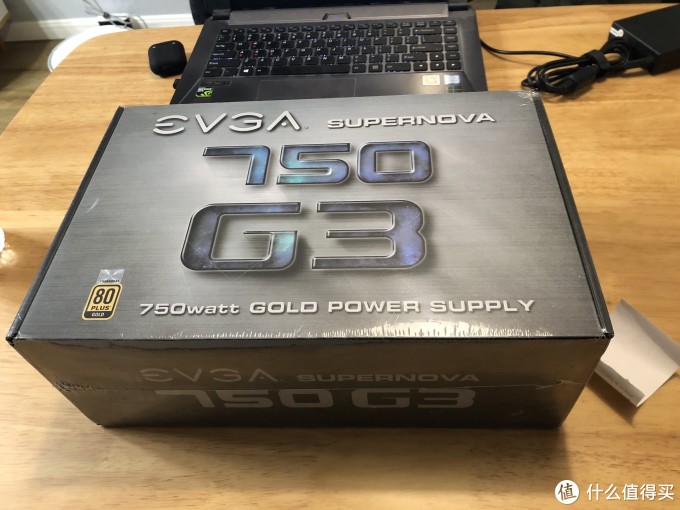 EVGA SUPERNOVA
750
G3
80
PLUS
GOLD
750watt GOLD POWER SUPPLY
EVGA SUPERNOVA
750 G3
值 什么值得买